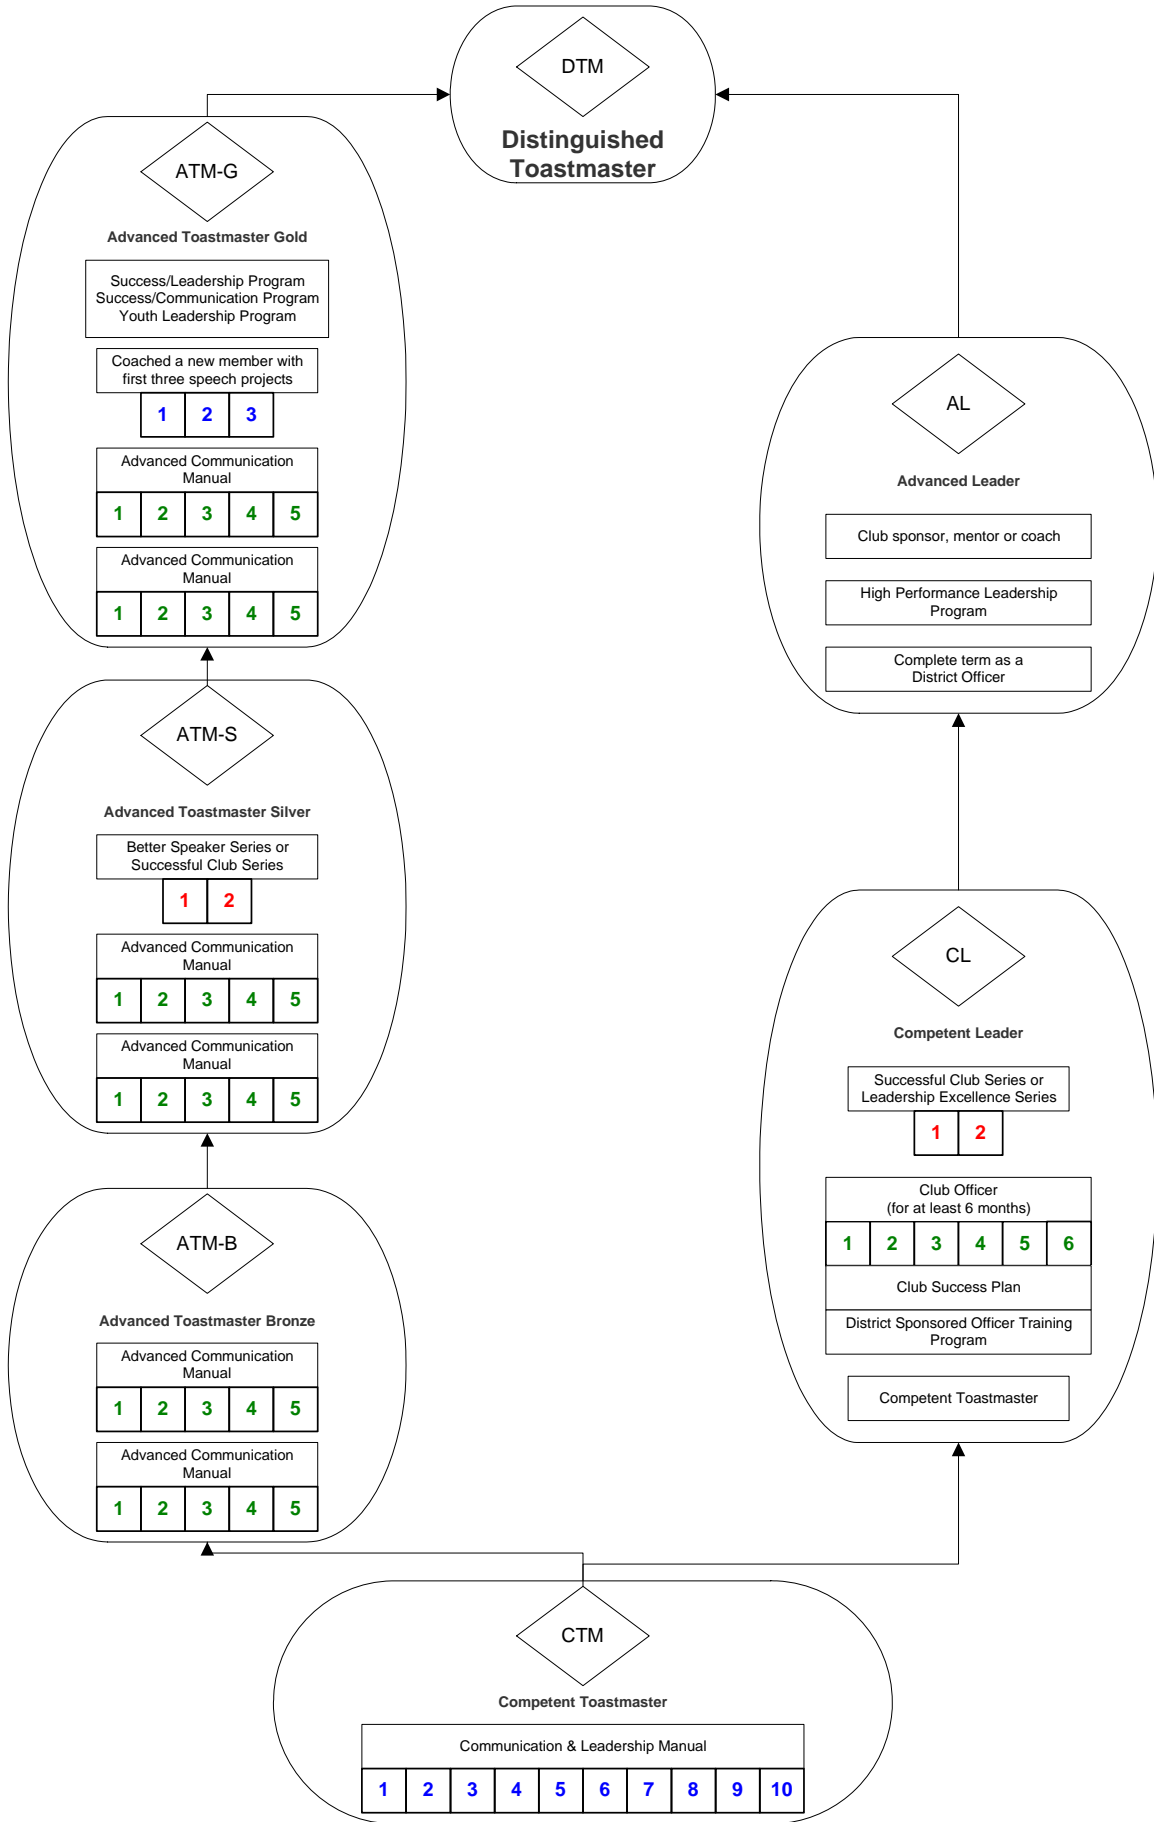 DTM
Distinguished
Toastmaster
ATM-G
Advanced Toastmaster Gold
Success/Leadership Program
Success/Communication Program
Youth Leadership Program
Coached a new member with
first three speech projects
1 2 3
Advanced Communication
Manual
1 2 3 4 5
Advanced Communication
Manual
1 2 3 4 5
ATM-S
Advanced Toastmaster Silver
Better Speaker Series or
Successful Club Series
1 2
Advanced Communication
Manual
1 2 3 4 5
Advanced Communication
Manual
1 2 3 4 5
ATM-B
Advanced Toastmaster Bronze
Advanced Communication
Manual
1 2 3 4 5
Advanced Communication
Manual
1 2 3 4 5
AL
Advanced Leader
Club sponsor, mentor or coach
High Performance Leadership
Program
Complete term as a
District Officer
CL
Competent Leader
Successful Club Series or
Leadership Excellence Series
1 2
Club Officer
(for at least 6 months)
1 2 3 4 5 6
Club Success Plan
District Sponsored Officer Training
Program
Competent Toastmaster
CTM
Competent Toastmaster
Communication & Leadership Manual
1 2 3 4 5 6 7 8 9 10